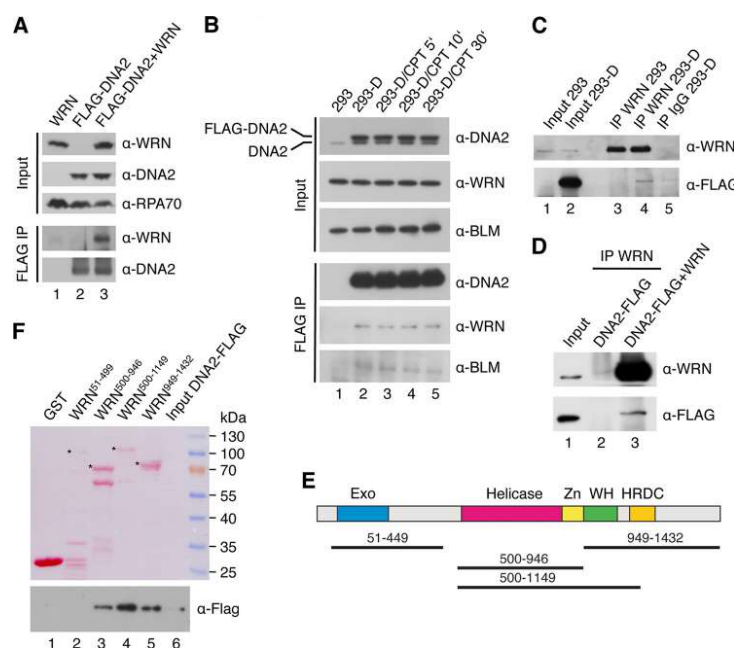 A
WRN
FLAG-DNA2
FLAG-DNA2+WRN
Input
α-WRN
α-DNA2
α-RPA70
FLAG IP
α-WRN
α-DNA2
1 2 3
B
293
293-D
293-D/CPT 5'
293-D/CPT 10'
293-D/CPT 30'
FLAG-DNA2
DNA2
Input
α-DNA2
α-WRN
α-BLM
FLAG IP
α-DNA2
α-WRN
α-BLM
1 2 3 4 5
C
Input 293
Input 293-D
IP WRN 293
IP WRN 293-D
IP IgG 293-D
α-WRN
α-FLAG
1 2 3 4 5
D
IP WRN
Input
DNA2-FLAG
DNA2-FLAG+WRN
α-WRN
α-FLAG
1 2 3
E
Exo Helicase Zn WH HRDC
51-449 949-1432
500-946
500-1149
F
GST
WRN51-499
WRN500-946
WRN500-1149
WRN949-1432
Input DNA2-FLAG
kDa
130
100
70
55
40
35
25
* * * *
α-Flag
1 2 3 4 5 6